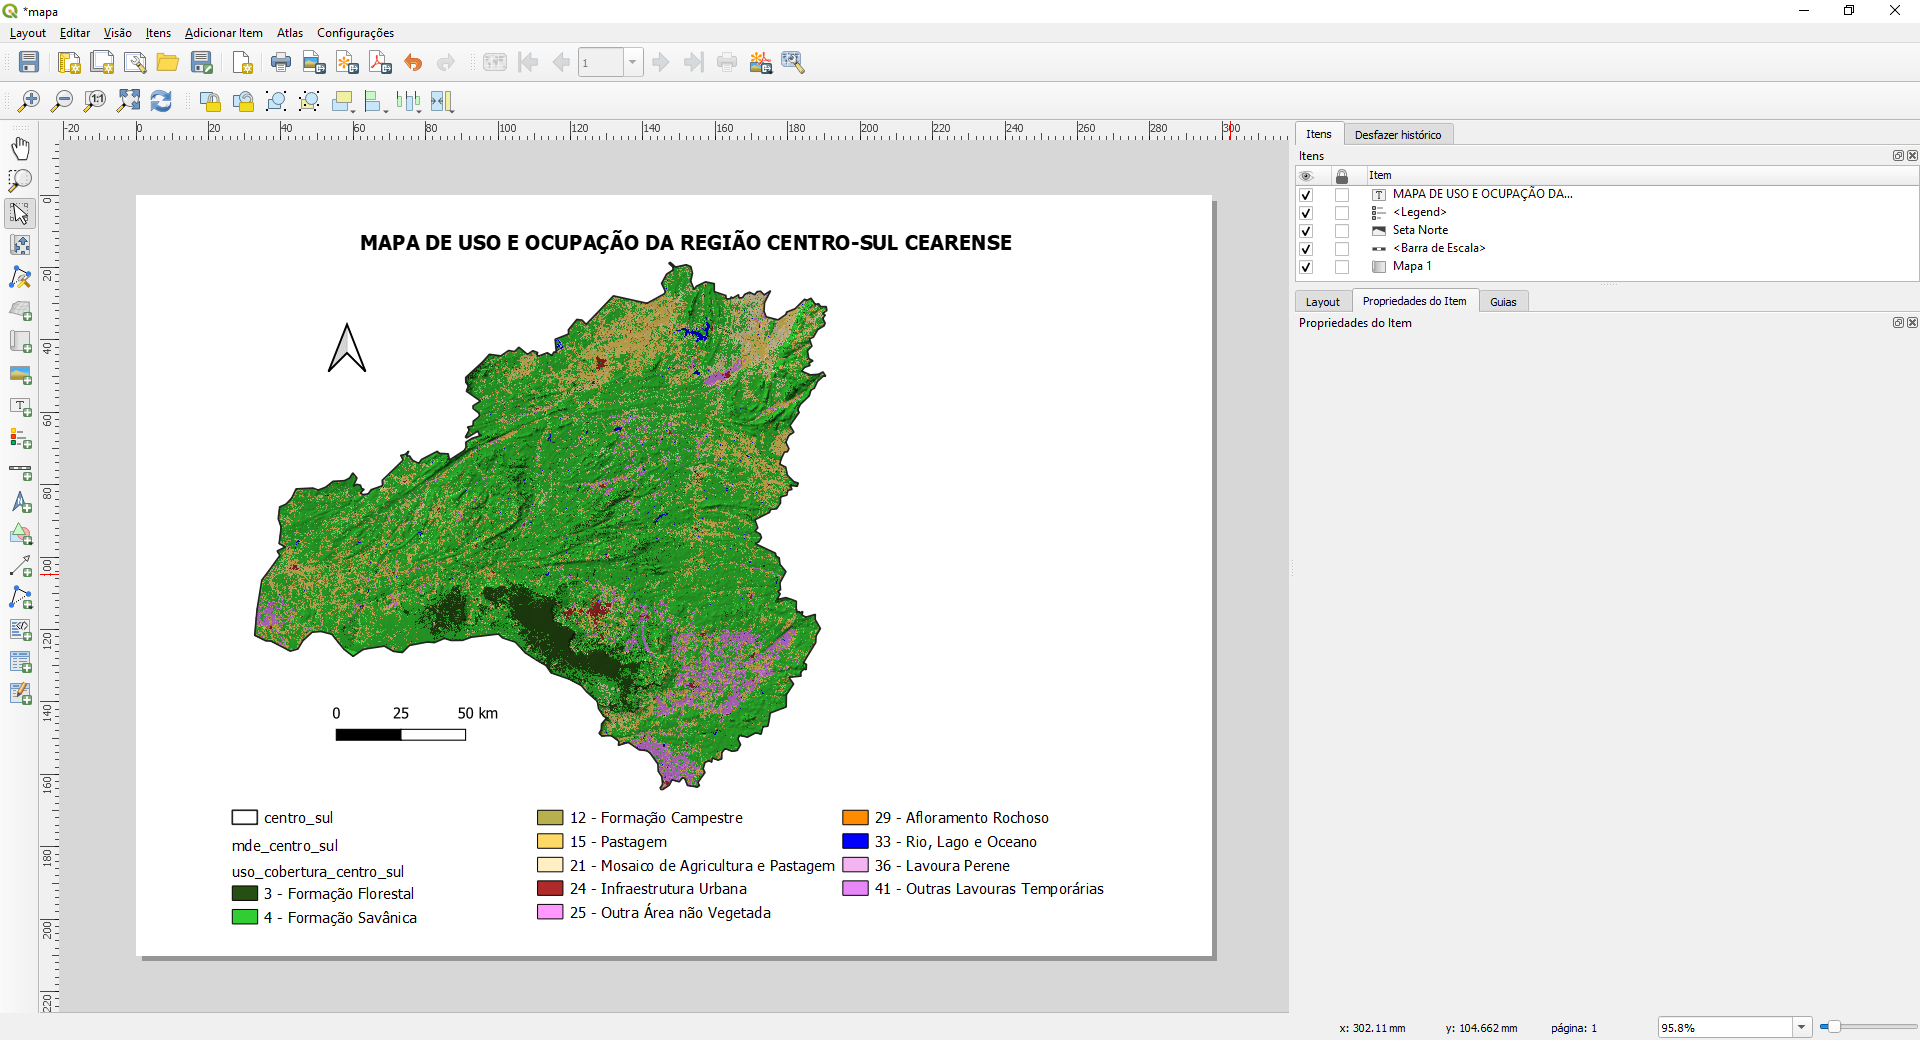 *mapa
Layout Editar Visão Itens Adicionar Item Atlas Configurações
1
-20 0 20 40 60 80 100 120 140 160 180 200 220 240 260 280 300
0
20
40
60
80
100
120
140
160
180
200
220
MAPA DE USO E OCUPAÇÃO DA REGIÃO CENTRO-SUL CEARENSE
0 25 50 km
centro_sul
mde_centro_sul
uso_cobertura_centro_sul
3 - Formação Florestal
4 - Formação Savânica
12 - Formação Campestre
15 - Pastagem
21 - Mosaico de Agricultura e Pastagem
24 - Infraestrutura Urbana
25 - Outra Área não Vegetada
29 - Afloramento Rochoso
33 - Rio, Lago e Oceano
36 - Lavoura Perene
41 - Outras Lavouras Temporárias
Itens Desfazer histórico
Itens
Item
MAPA DE USO E OCUPAÇÃO DA...
<Legend>
Seta Norte
<Barra de Escala>
Mapa 1
Layout Propriedades do Item Guias
Propriedades do Item
x: 302.11 mm y: 104.662 mm página: 1 95.8%